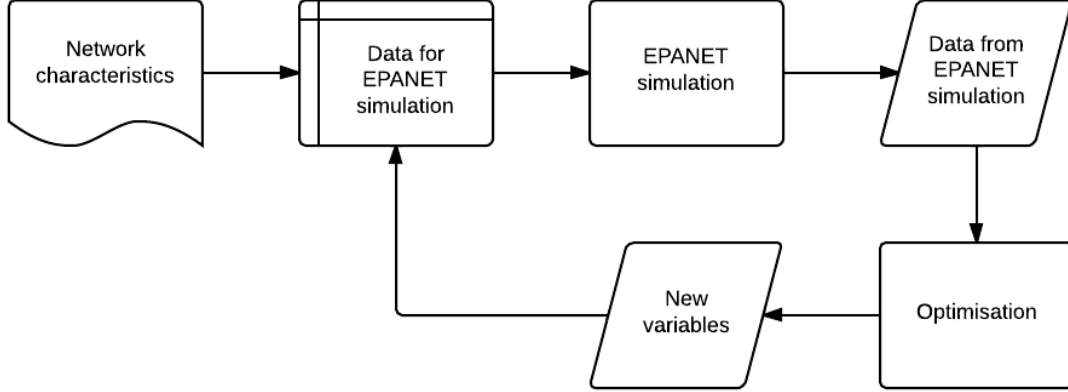 Network
characteristics
Data for
EPANET
simulation
EPANET
simulation
Data from
EPANET
simulation
New
variables
Optimisation